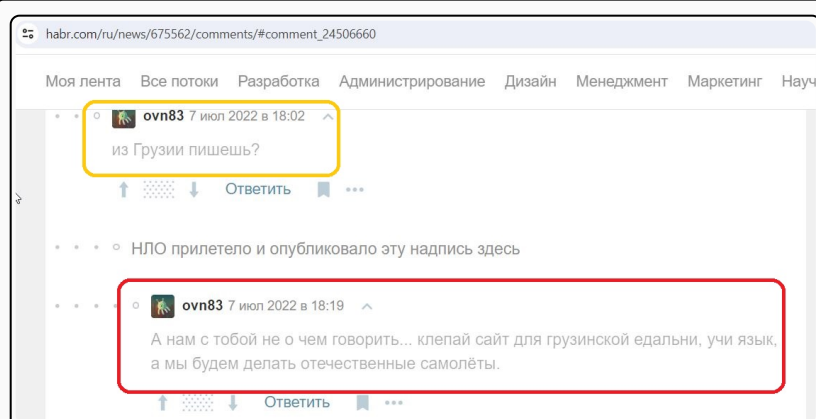 habr.com/ru/news/675562/comments/#comment_24506660
Моя лента Все потоки Разработка Администрирование Дизайн Менеджмент Маркетинг Науч
ovn83 7 июл 2022 в 18:02
из Грузии пишешь?
Ответить
НЛО прилетело и опубликовало эту надпись здесь
ovn83 7 июл 2022 в 18:19
А нам с тобой не о чем говорить... клепай сайт для грузинской едальни, учи язык,
а мы будем делать отечественные самолёты.
Ответить